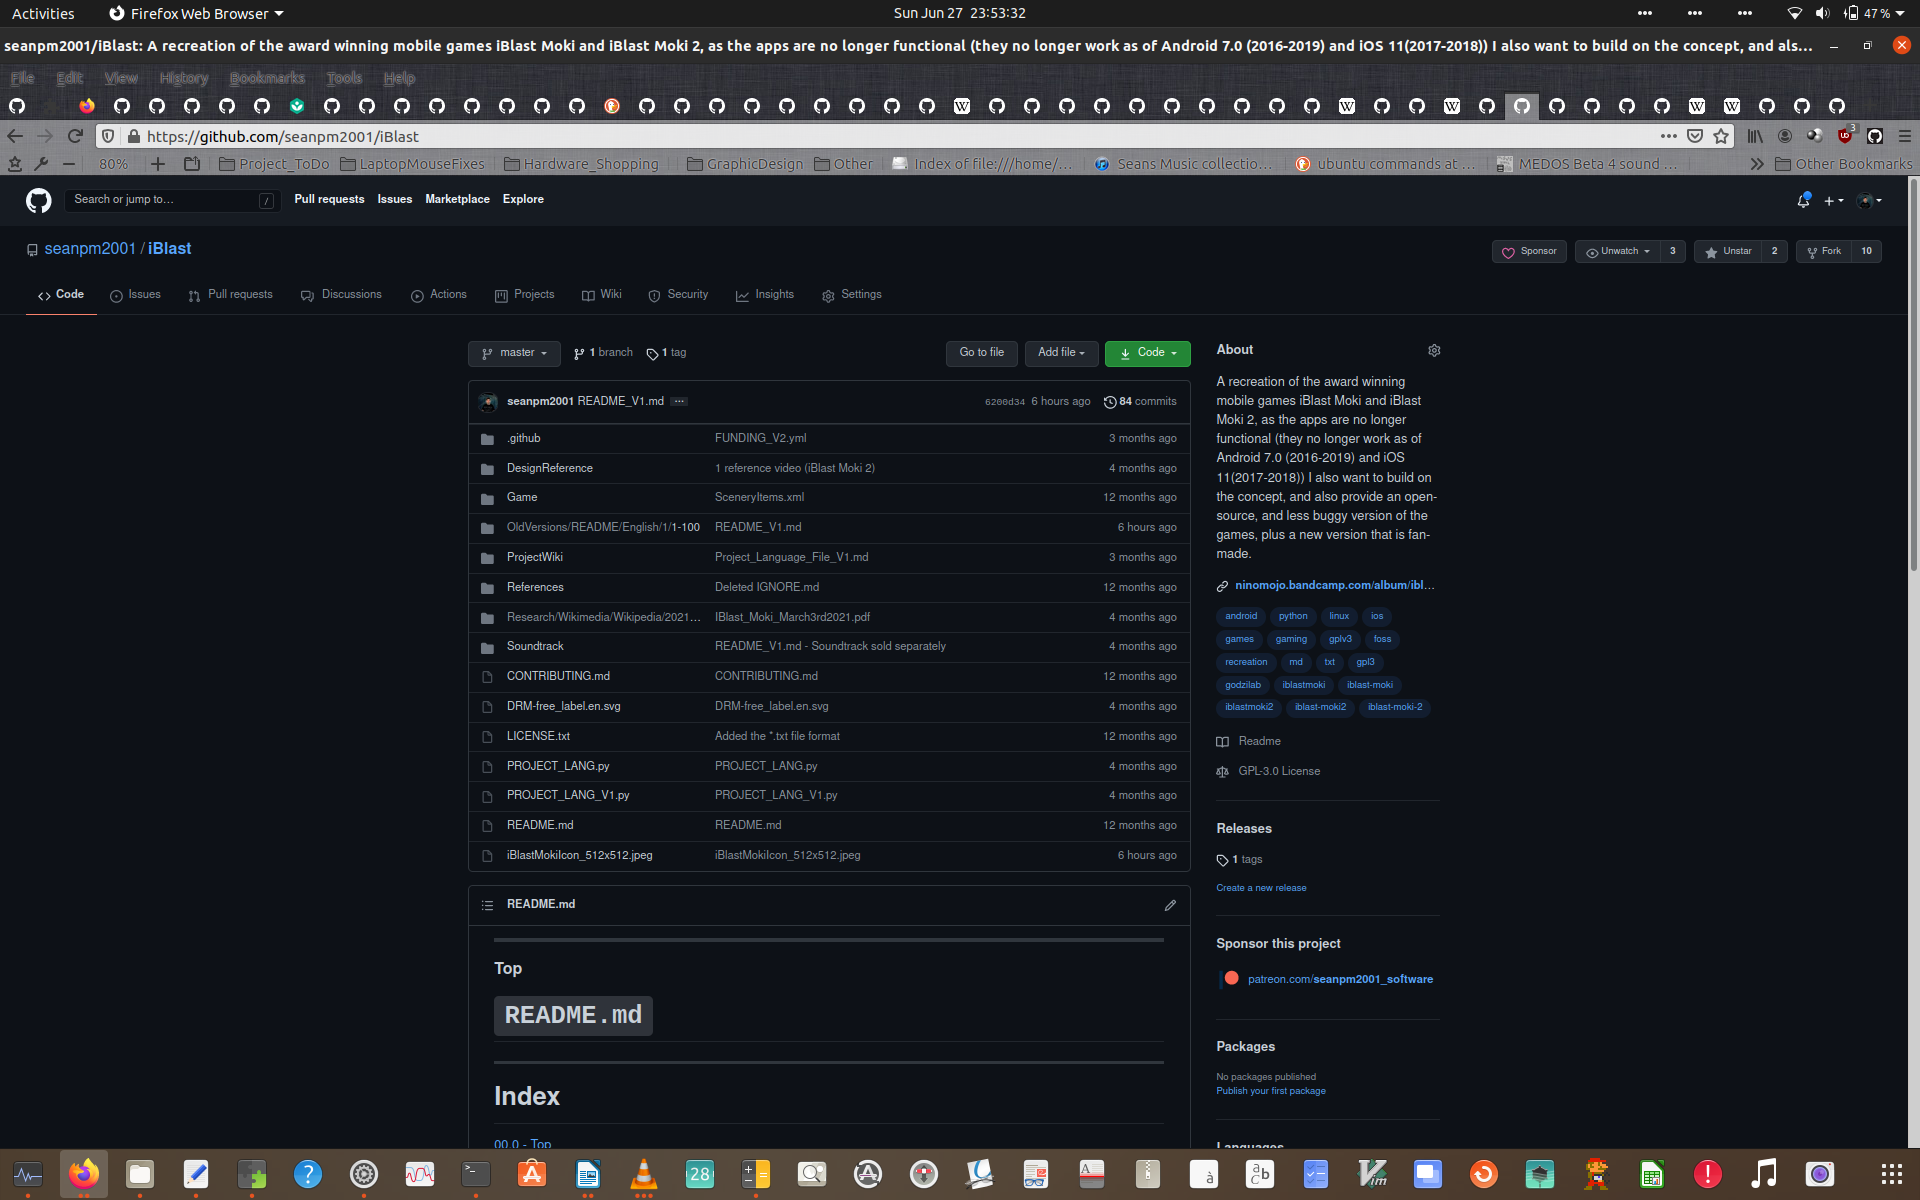 Activities
Firefox Web Browser
Sun Jun 27 23:53:32
47 %
seanpm2001/iBlast: A recreation of the award winning mobile games iBlast Moki and iBlast Moki 2, as the apps are no longer functional (they no longer work as of Android 7.0 (2016-2019) and iOS 11(2017-2018)) I also want to build on the concept, and als...
File Edit View History Bookmarks Tools Help
https://github.com/seanpm2001/iBlast
3
80%
Project_ToDo
LaptopMouseFixes
Hardware_Shopping
GraphicDesign
Other
Index of file:///home/...
Seans Music collectio...
ubuntu commands at ...
MEDOS Beta 4 sound ...
Other Bookmarks
Search or jump to...
/
Pull requests Issues Marketplace Explore
seanpm2001 / iBlast
Sponsor
Unwatch 3
Unstar 2
Fork 10
Code Issues Pull requests Discussions Actions Projects Wiki Security Insights Settings
master
1 branch
1 tag
Go to file
Add file
Code
seanpm2001 README_V1.md ...
6200d34 6 hours ago
84 commits
.github FUNDING_V2.yml 3 months ago
DesignReference 1 reference video (iBlast Moki 2) 4 months ago
Game SceneryItems.xml 12 months ago
OldVersions/README/English/1/1-100 README_V1.md 6 hours ago
ProjectWiki Project_Language_File_V1.md 3 months ago
References Deleted IGNORE.md 12 months ago
Research/Wikimedia/Wikipedia/2021... IBlast_Moki_March3rd2021.pdf 4 months ago
Soundtrack README_V1.md - Soundtrack sold separately 4 months ago
CONTRIBUTING.md CONTRIBUTING.md 12 months ago
DRM-free_label.en.svg DRM-free_label.en.svg 4 months ago
LICENSE.txt Added the *.txt file format 12 months ago
PROJECT_LANG.py PROJECT_LANG.py 4 months ago
PROJECT_LANG_V1.py PROJECT_LANG_V1.py 4 months ago
README.md README.md 12 months ago
iBlastMokiIcon_512x512.jpeg iBlastMokiIcon_512x512.jpeg 6 hours ago
README.md
Top
README.md
Index
00.0 - Top
About
A recreation of the award winning
mobile games iBlast Moki and iBlast
Moki 2, as the apps are no longer
functional (they no longer work as of
Android 7.0 (2016-2019) and iOS
11(2017-2018)) I also want to build on
the concept, and also provide an open-
source, and less buggy version of the
games, plus a new version that is fan-
made.
ninomojo.bandcamp.com/album/ibl...
android python linux ios
games gaming gplv3 foss
recreation md txt gpl3
godzilab iblastmoki iblast-moki
iblastmoki2 iblast-moki2 iblast-moki-2
Readme
GPL-3.0 License
Releases
1 tags
Create a new release
Sponsor this project
patreon.com/seanpm2001_software
Packages
No packages published
Publish your first package
Languages
28